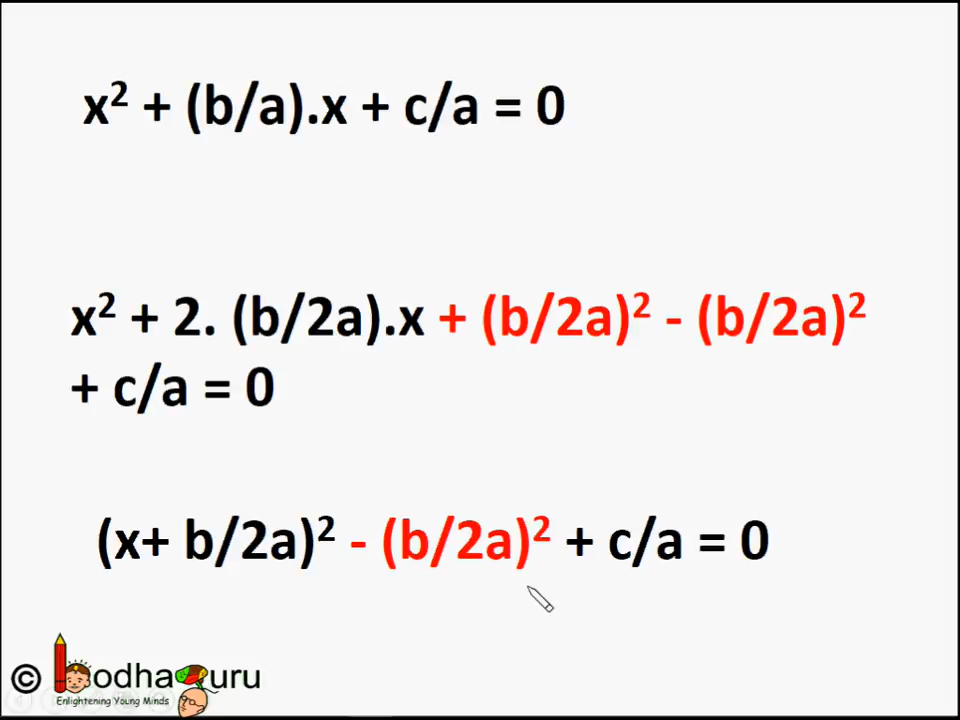 x² + (b/a).x + c/a = 0
x² + 2. (b/2a).x + (b/2a)² - (b/2a)²
+ c/a = 0
(x+ b/2a)² - (b/2a)² + c/a = 0
© bodhaGuru
Enlightening Young Minds